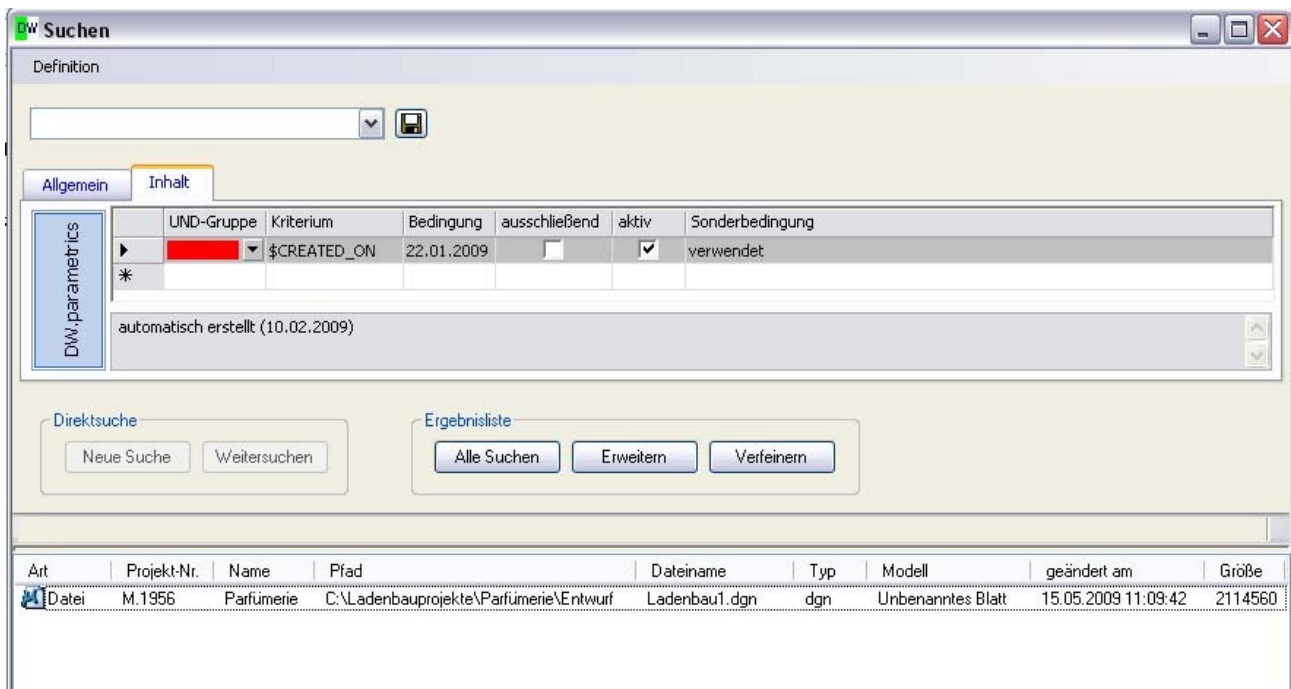 DW Suchen
Definition
Allgemein Inhalt
DW.parametrics
UND-Gruppe Kriterium Bedingung ausschließend aktiv Sonderbedingung
$CREATED_ON 22.01.2009 verwendet
automatisch erstellt (10.02.2009)
Direktsuche Ergebnisliste
Neue Suche Weitersuchen Alle Suchen Erweitern Verfeinern
Art Projekt-Nr. Name Pfad Dateiname Typ Modell geändert am Größe
Datei M.1956 Parfümerie C:\Ladenbauprojekte\Parfümerie\Entwurf Ladenbau1.dgn dgn Unbenanntes Blatt 15.05.2009 11:09:42 2114560